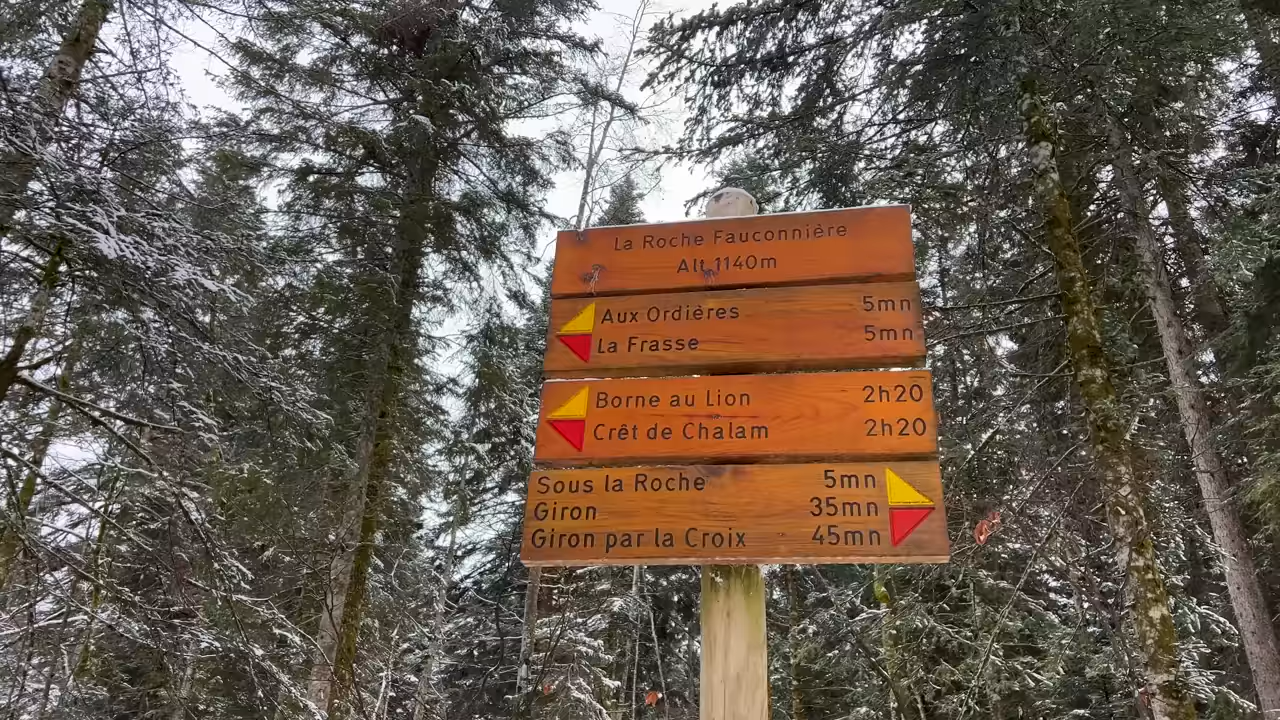 La Roche Fauconnière
Alt 1140m
Aux Ordières 5mn
La Frasse 5mn
Borne au Lion 2h20
Crêt de Chalam 2h20
Sous la Roche 5mn
Giron 35mn
Giron par la Croix 45mn